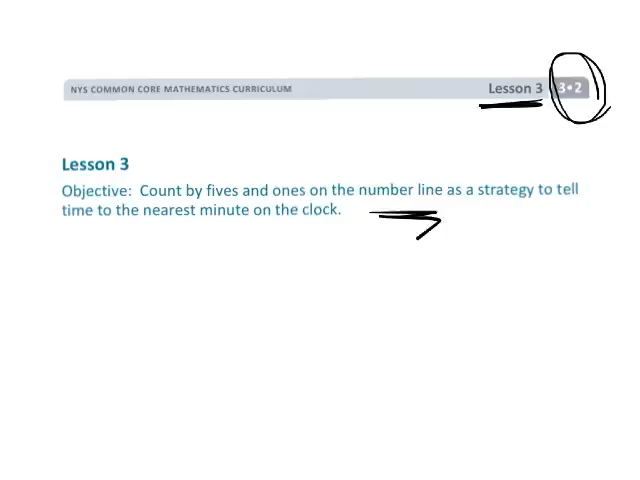 NYS COMMON CORE MATHEMATICS CURRICULUM Lesson 3 3•2
Lesson 3
Objective: Count by fives and ones on the number line as a strategy to tell
time to the nearest minute on the clock.